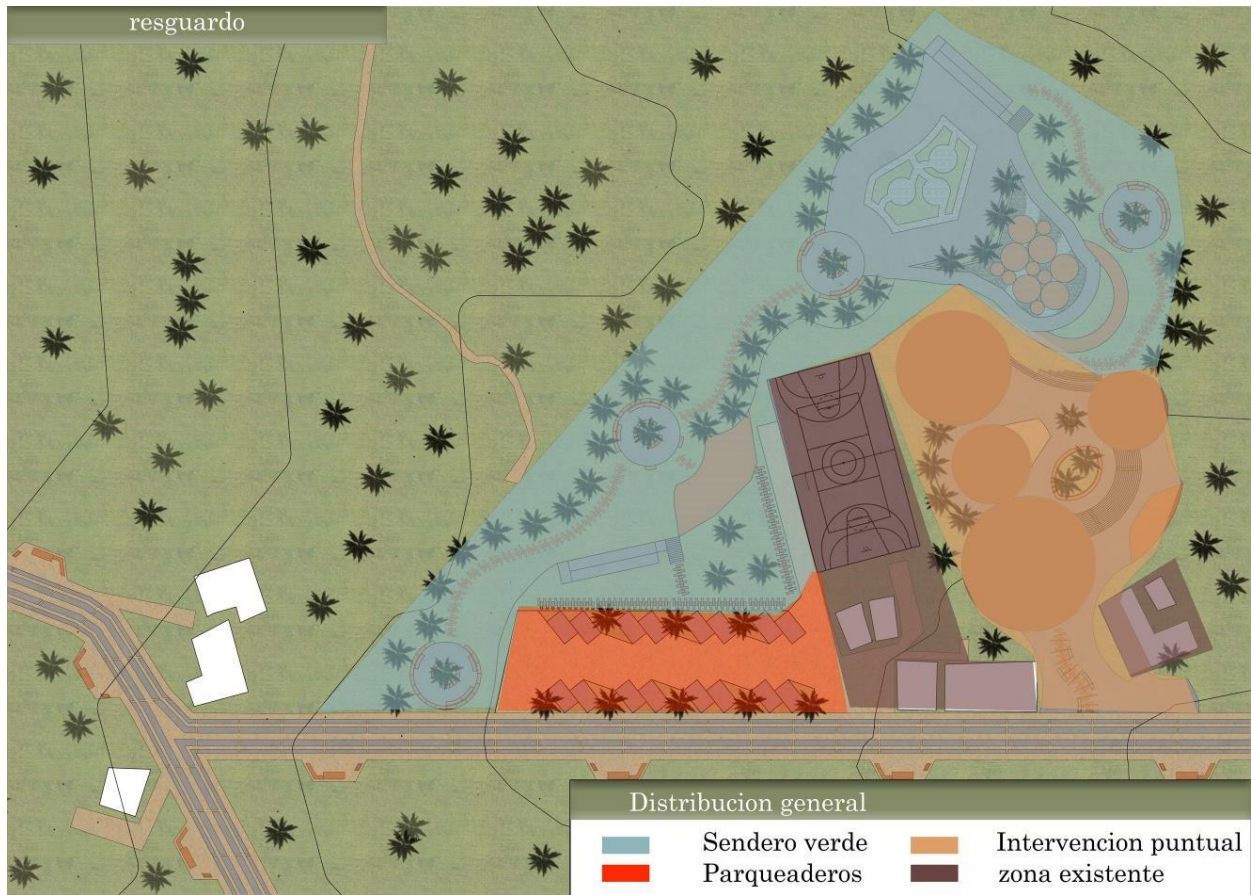 resguardo
Distribucion general
Sendero verde
Intervencion puntual
Parqueaderos
zona existente